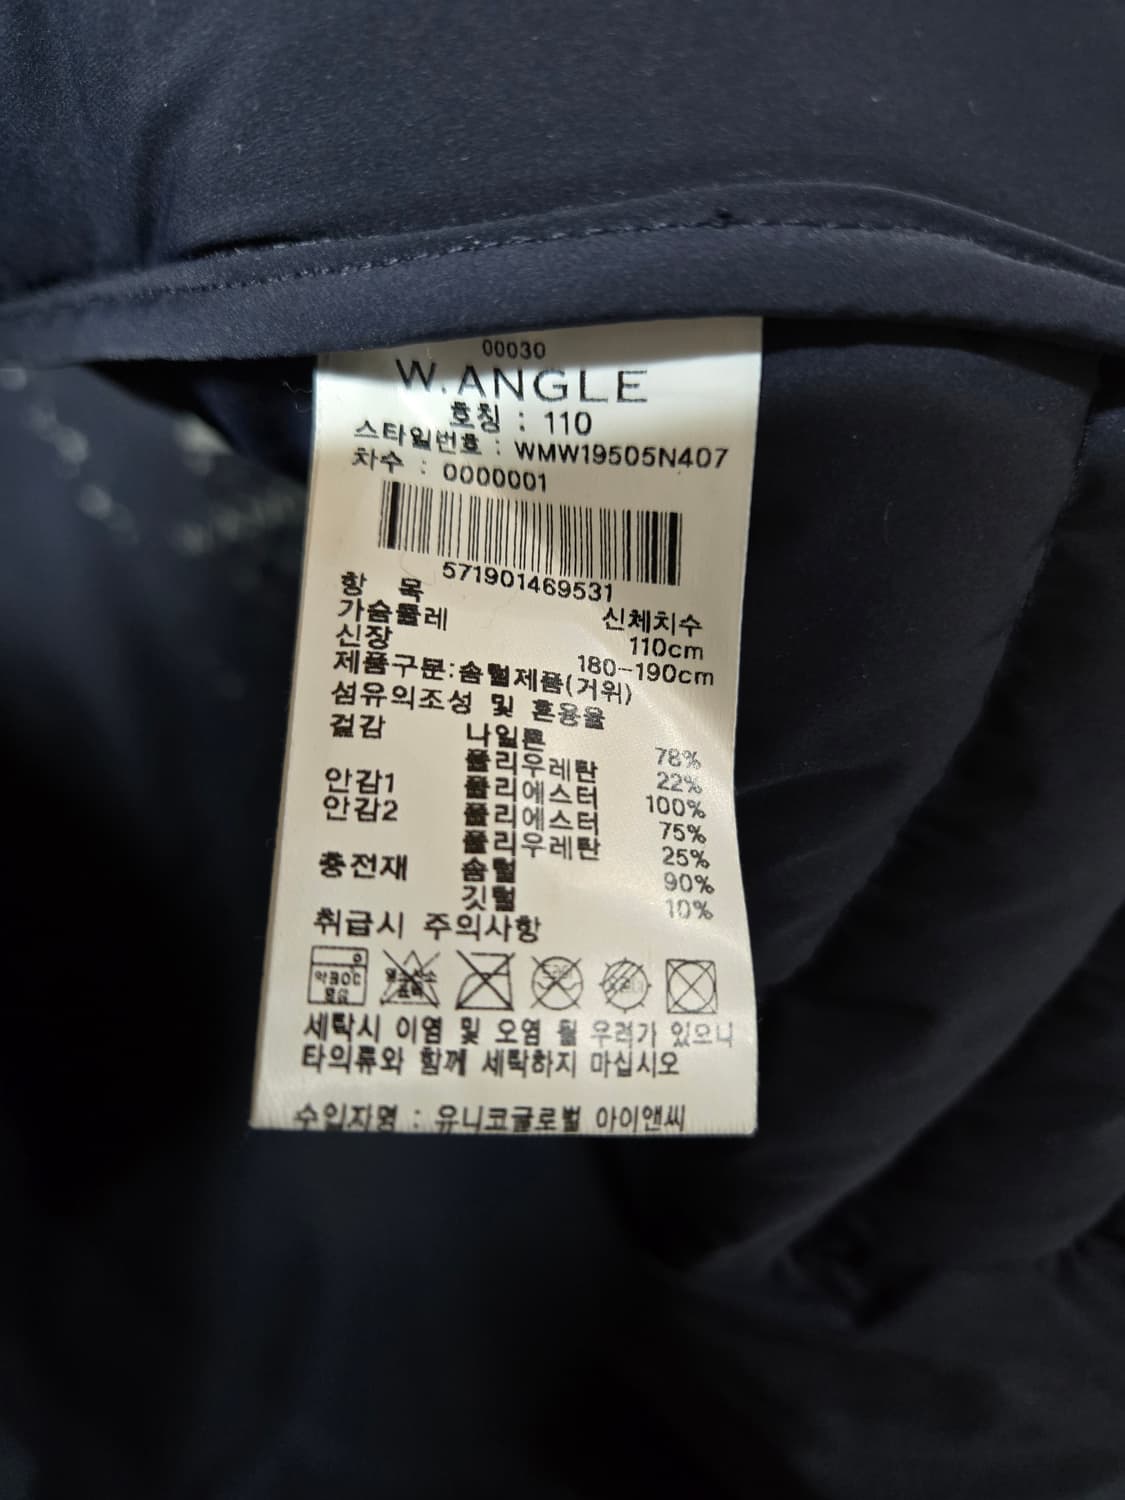 00030
W.ANGLE
호칭 : 110
스타일번호 : WMW19505N407
차수 : 0000001
571901469531
항 목 신체치수
가슴둘레 110cm
신장 180-190cm
제품구분:솜털제품(거위)
섬유의조성 및 혼용율
겉감 나일론 78%
폴리우레탄 22%
안감1 폴리에스터 100%
안감2 폴리에스터 75%
폴리우레탄 25%
충전재 솜털 90%
깃털 10%
취급시 주의사항
약30℃
세탁시 이염 및 오염 될 우려가 있으니
타의류와 함께 세탁하지 마십시오
수입자명 : 유니코글로벌 아이앤씨